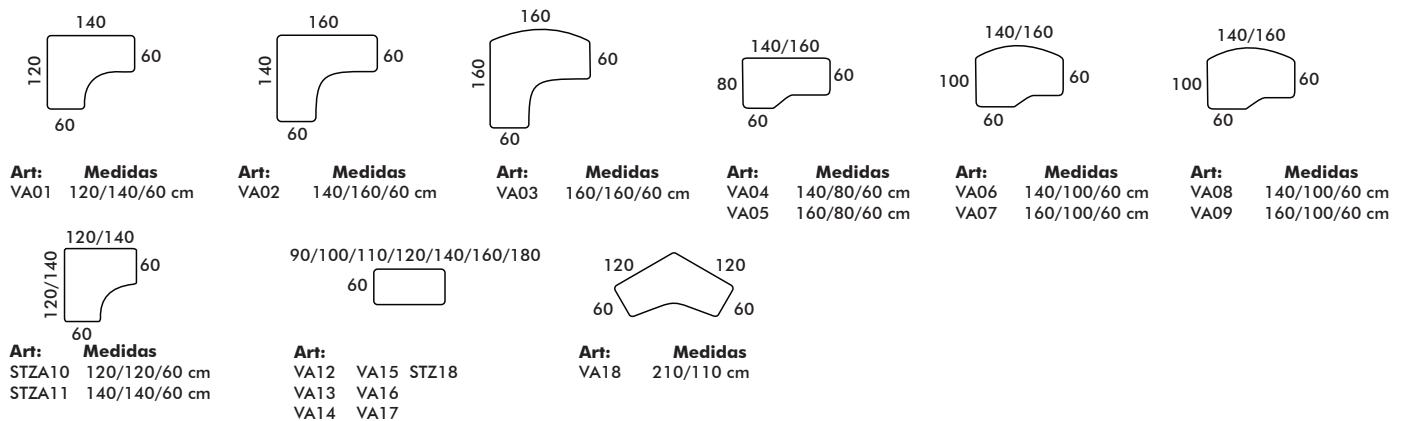 140
120
60
60
Art: Medidas
VA01 120/140/60 cm
160
140
60
60
Art: Medidas
VA02 140/160/60 cm
160
160
60
60
Art: Medidas
VA03 160/160/60 cm
140/160
80
60
60
Art: Medidas
VA04 140/80/60 cm
VA05 160/80/60 cm
140/160
100
60
60
Art: Medidas
VA06 140/100/60 cm
VA07 160/100/60 cm
140/160
100
60
60
Art: Medidas
VA08 140/100/60 cm
VA09 160/100/60 cm
120/140
120/140
60
60
Art: Medidas
STZA10 120/120/60 cm
STZA11 140/140/60 cm
90/100/110/120/140/160/180
60
Art:
VA12 VA15 STZ18
VA13 VA16
VA14 VA17
120 120
60 60
Art: Medidas
VA18 210/110 cm